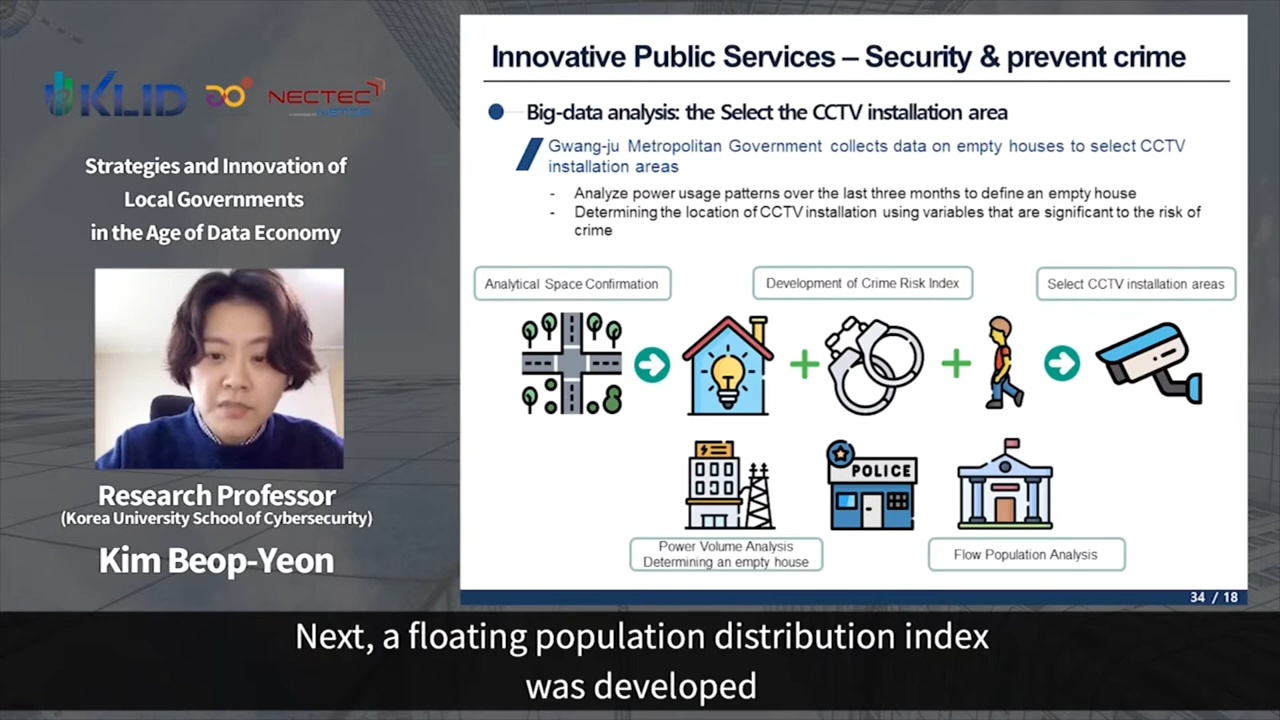 KLID
NECTEC
Strategies and Innovation of
Local Governments
in the Age of Data Economy
Research Professor
(Korea University School of Cybersecurity)
Kim Beop-Yeon
Innovative Public Services – Security & prevent crime
Big-data analysis: the Select the CCTV installation area
Gwang-ju Metropolitan Government collects data on empty houses to select CCTV
installation areas
- Analyze power usage patterns over the last three months to define an empty house
- Determining the location of CCTV installation using variables that are significant to the risk of
crime
Analytical Space Confirmation
Development of Crime Risk Index
Select CCTV installation areas
POLICE
Power Volume Analysis
Determining an empty house
Flow Population Analysis
34 / 18
Next, a floating population distribution index
was developed